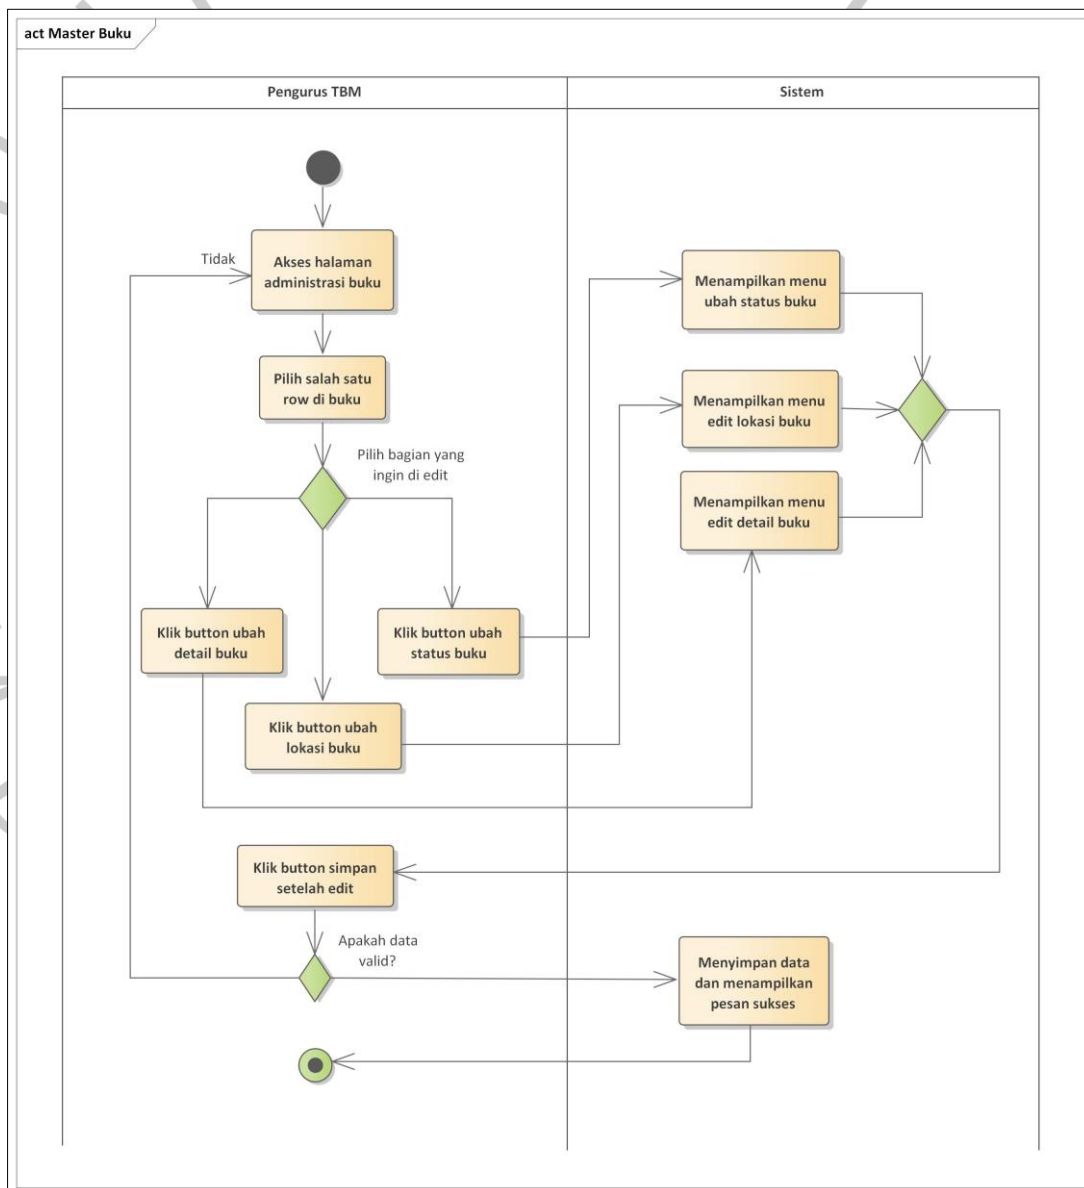 act Master Buku
Pengurus TBM
Sistem
Akses halaman
administrasi buku
Tidak
Pilih salah satu
row di buku
Pilih bagian yang
ingin di edit
Klik button ubah
detail buku
Klik button ubah
status buku
Klik button ubah
lokasi buku
Menampilkan menu
ubah status buku
Menampilkan menu
edit lokasi buku
Menampilkan menu
edit detail buku
Klik button simpan
setelah edit
Apakah data
valid?
Menyimpan data
dan menampilkan
pesan sukses